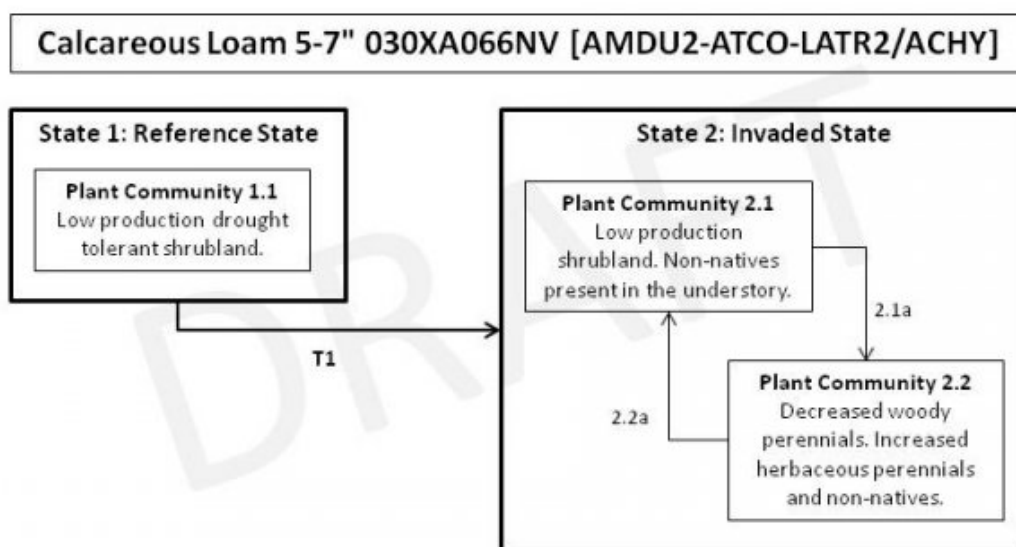 Calcareous Loam 5-7" 030XA066NV [AMDU2-ATCO-LATR2/ACHY]
State 1: Reference State
Plant Community 1.1
Low production drought
tolerant shrubland.
T1
State 2: Invaded State
Plant Community 2.1
Low production
shrubland. Non-natives
present in the understory.
2.1a
Plant Community 2.2
Decreased woody
perennials. Increased
herbaceous perennials
and non-natives.
2.2a
DRAFT